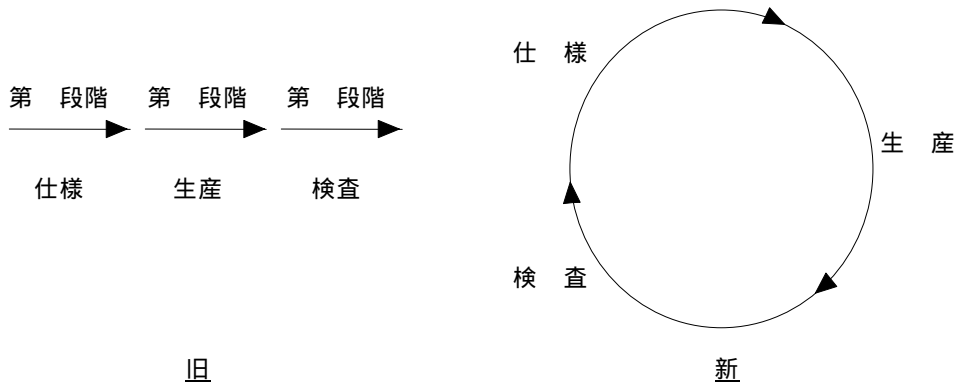 第　段階　第　段階　第　段階
仕様　生産　検査
旧
仕　様
生　産
検　査
新